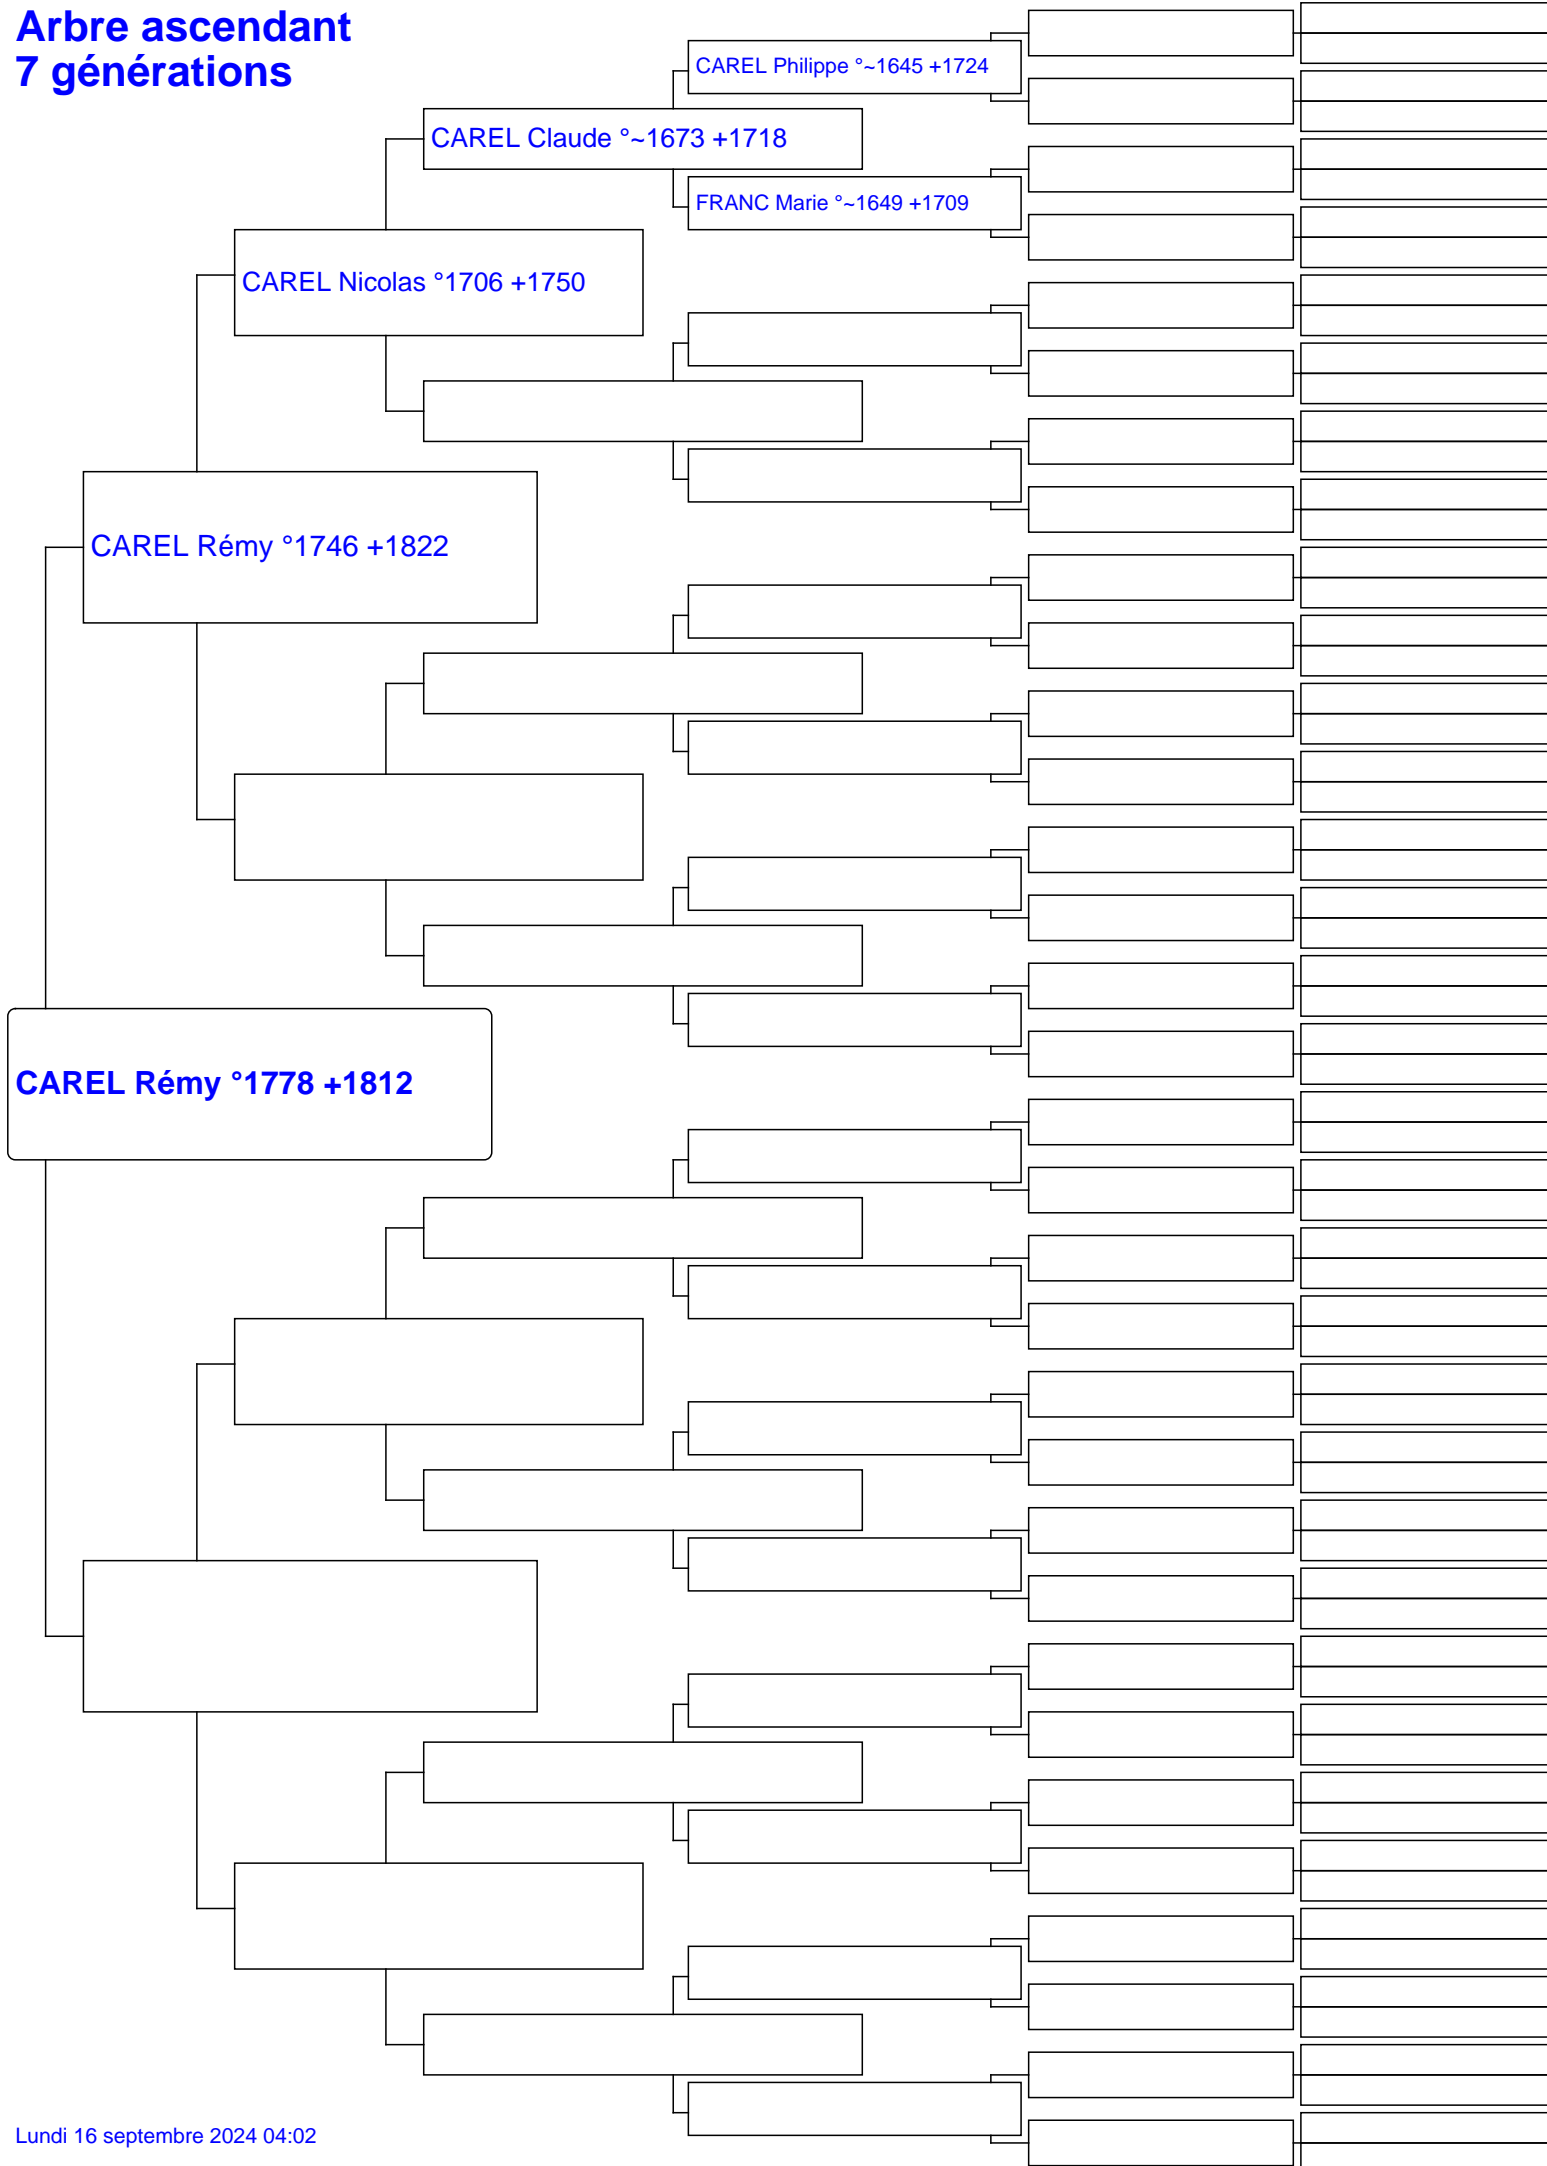 Arbre ascendant
7 générations
CAREL Philippe °~1645 +1724
CAREL Claude °~1673 +1718
FRANC Marie °~1649 +1709
CAREL Nicolas °1706 +1750
CAREL Rémy °1746 +1822
CAREL Rémy °1778 +1812
Lundi 16 septembre 2024 04:02